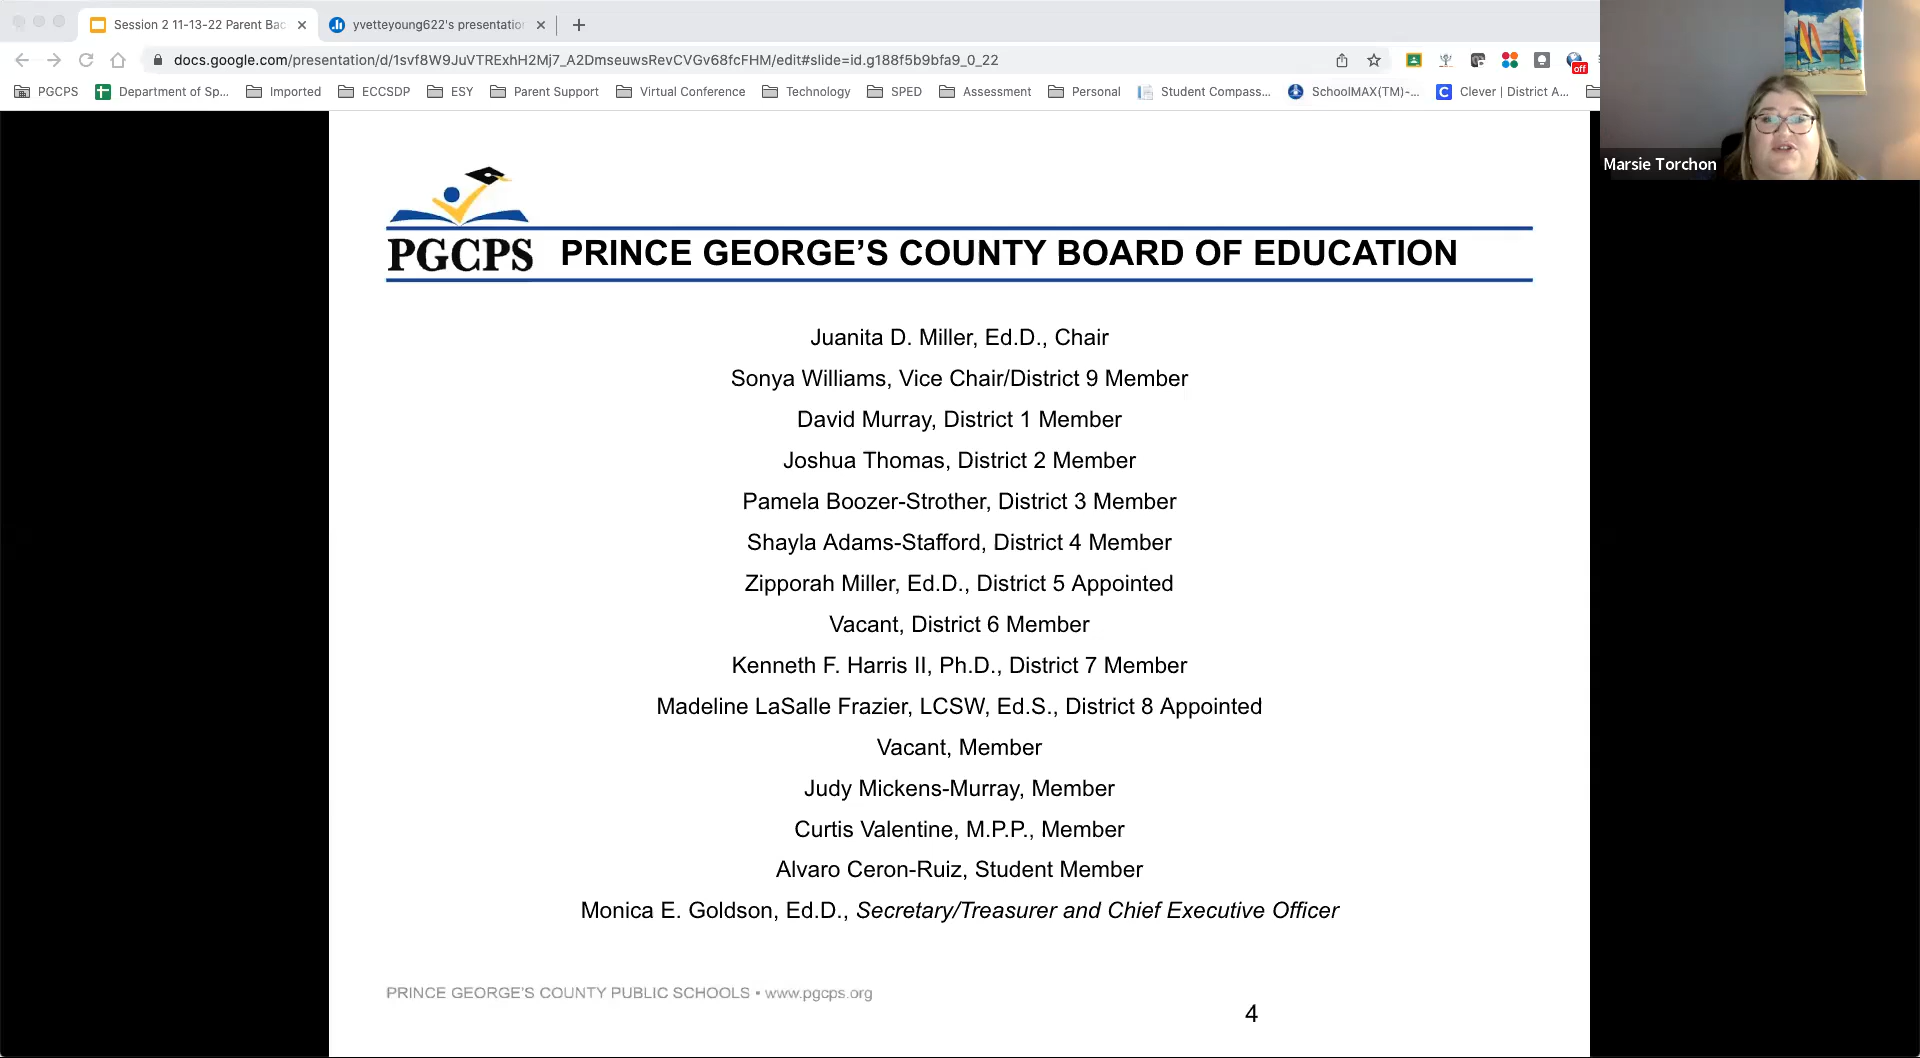 Session 2 11-13-22 Parent Bac
yvetteyoung622's presentation
docs.google.com/presentation/d/1svf8W9JuVTRExhH2Mj7_A2DmseuwsRevCVGv68fcFHM/edit#slide=id.g188f5b9bfa9_0_22
off
PGCPS
Department of Sp...
Imported
ECCSDP
ESY
Parent Support
Virtual Conference
Technology
SPED
Assessment
Personal
Student Compass...
SchoolMAX(TM)-...
Clever | District A...
Marsie Torchon
PGCPS PRINCE GEORGE’S COUNTY BOARD OF EDUCATION
Juanita D. Miller, Ed.D., Chair
Sonya Williams, Vice Chair/District 9 Member
David Murray, District 1 Member
Joshua Thomas, District 2 Member
Pamela Boozer-Strother, District 3 Member
Shayla Adams-Stafford, District 4 Member
Zipporah Miller, Ed.D., District 5 Appointed
Vacant, District 6 Member
Kenneth F. Harris II, Ph.D., District 7 Member
Madeline LaSalle Frazier, LCSW, Ed.S., District 8 Appointed
Vacant, Member
Judy Mickens-Murray, Member
Curtis Valentine, M.P.P., Member
Alvaro Ceron-Ruiz, Student Member
Monica E. Goldson, Ed.D., Secretary/Treasurer and Chief Executive Officer
PRINCE GEORGE'S COUNTY PUBLIC SCHOOLS • www.pgcps.org
4